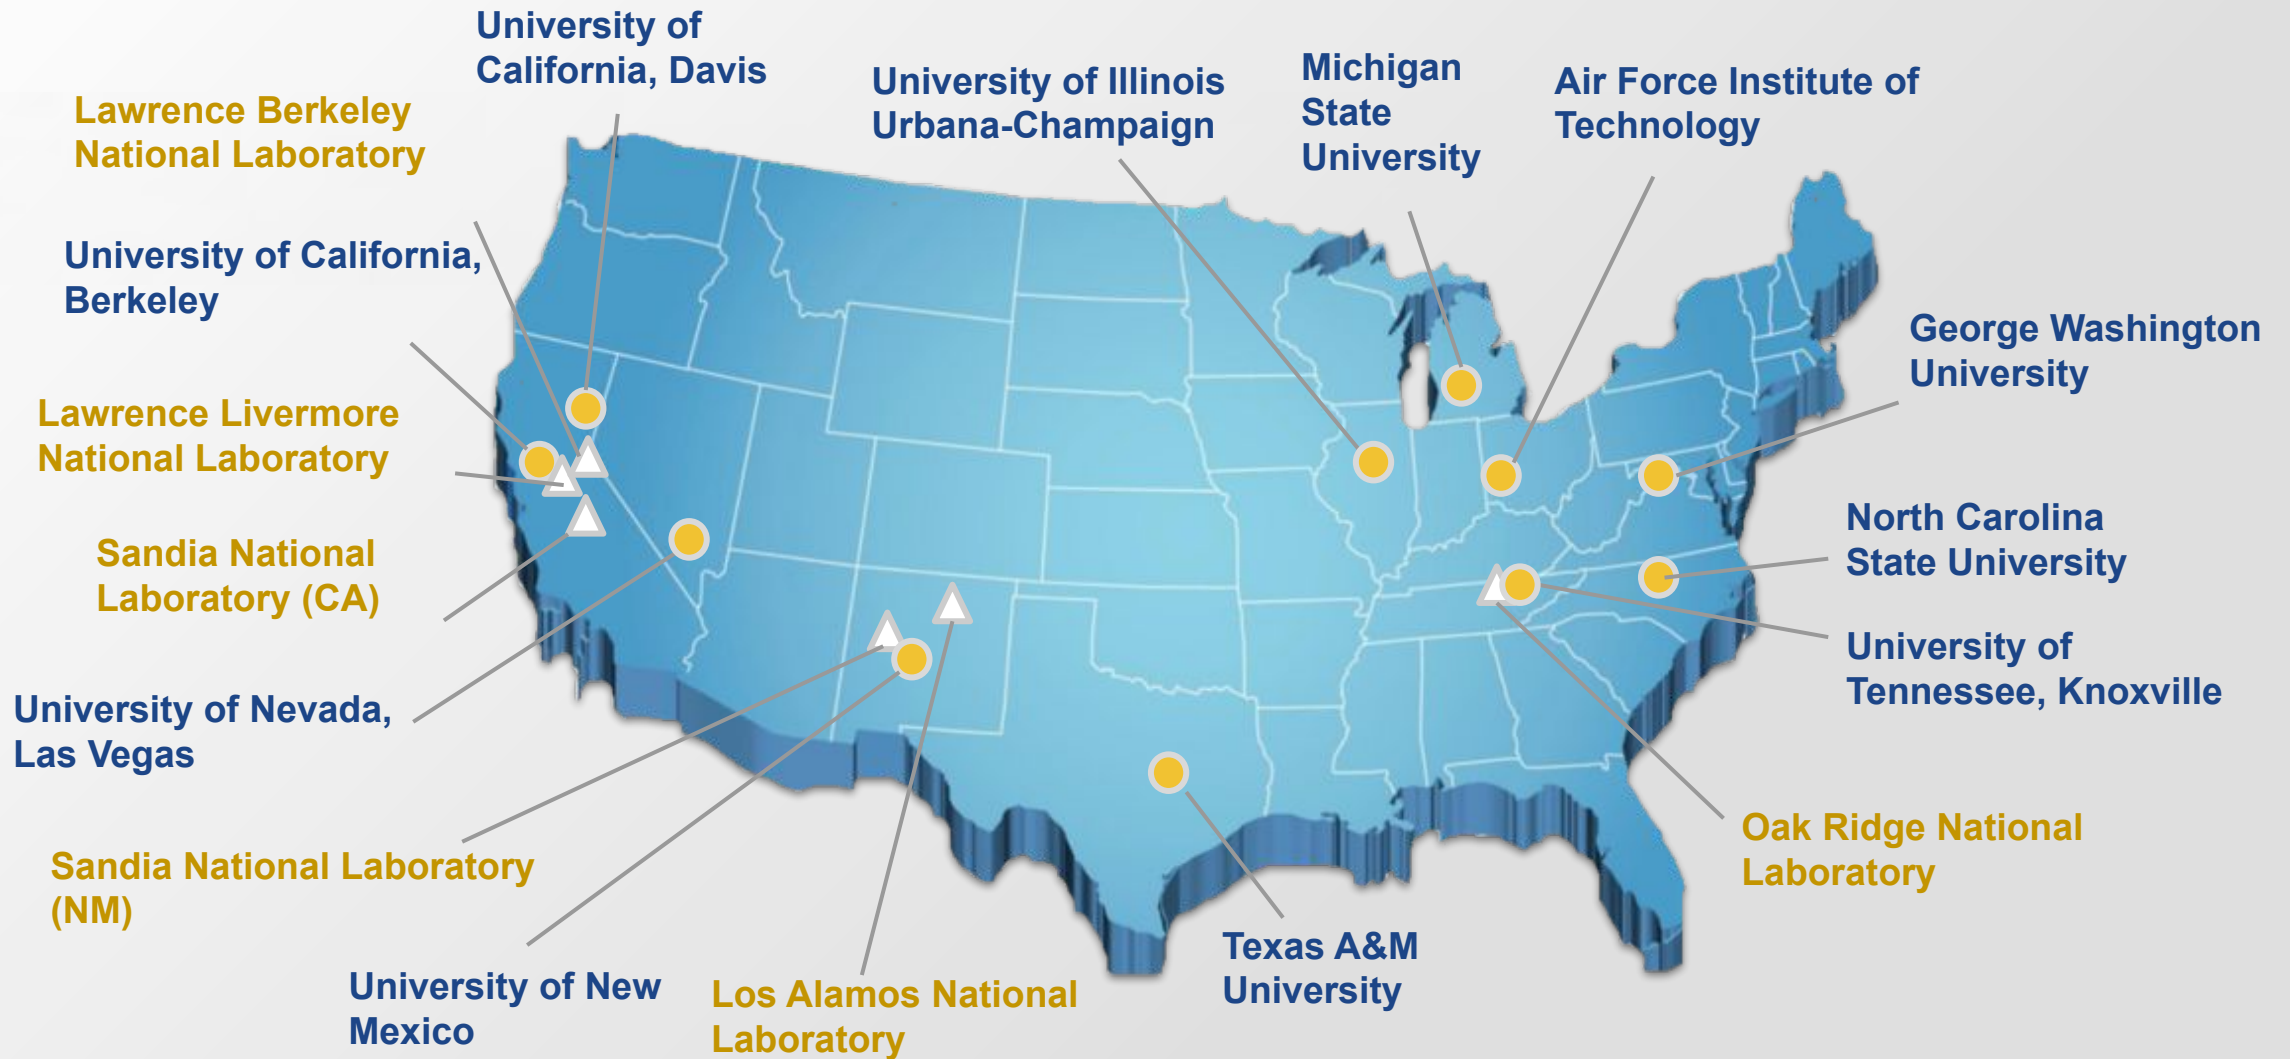 University of
California, Davis
Lawrence Berkeley
National Laboratory
University of Illinois
Urbana-Champaign
Michigan
State
University
Air Force Institute of
Technology
University of California,
Berkeley
George Washington
University
Lawrence Livermore
National Laboratory
Sandia National
Laboratory (CA)
North Carolina
State University
University of
Tennessee, Knoxville
University of Nevada,
Las Vegas
Oak Ridge National
Laboratory
Sandia National Laboratory
(NM)
Texas A&M
University
University of New
Mexico
Los Alamos National
Laboratory